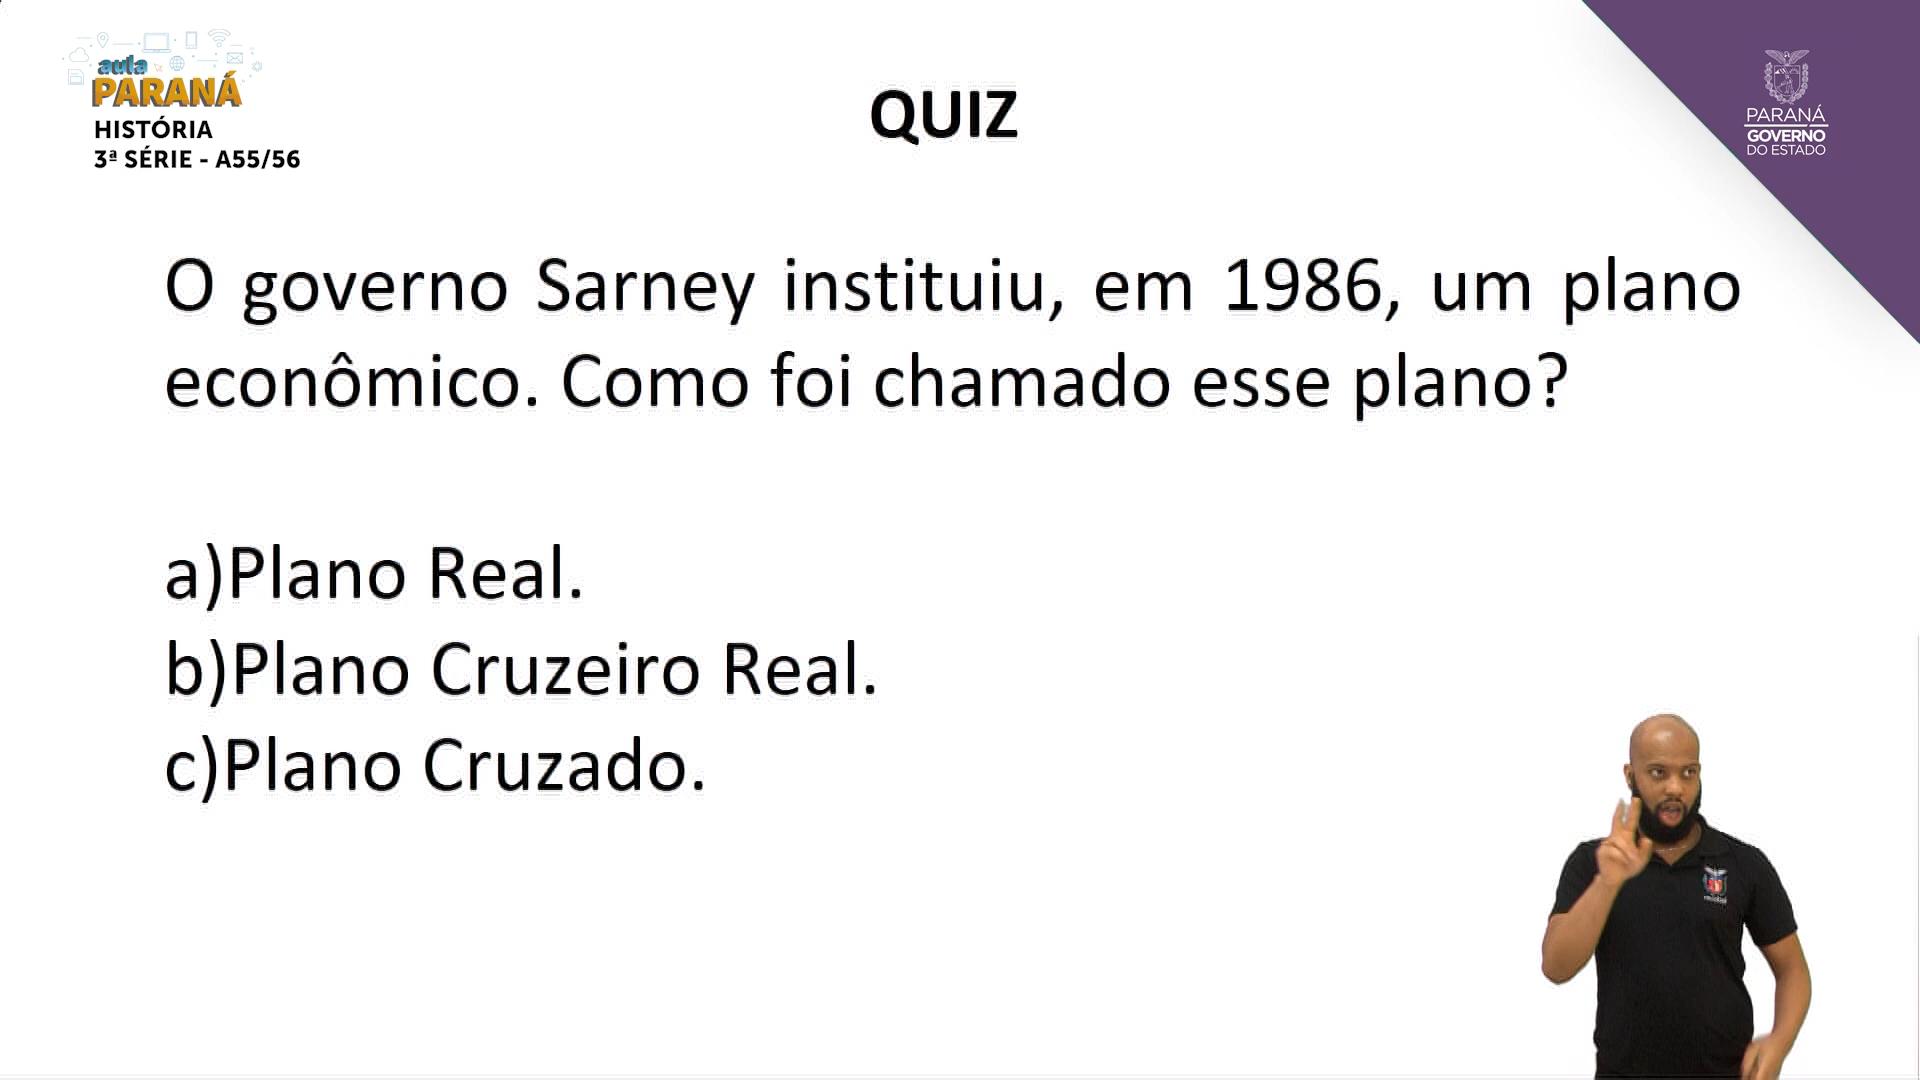 aula
PARANÁ
HISTÓRIA
3ª SÉRIE - A55/56
QUIZ
PARANÁ
GOVERNO
DO ESTADO
O governo Sarney instituiu, em 1986, um plano
econômico. Como foi chamado esse plano?
a)Plano Real.
b)Plano Cruzeiro Real.
c)Plano Cruzado.